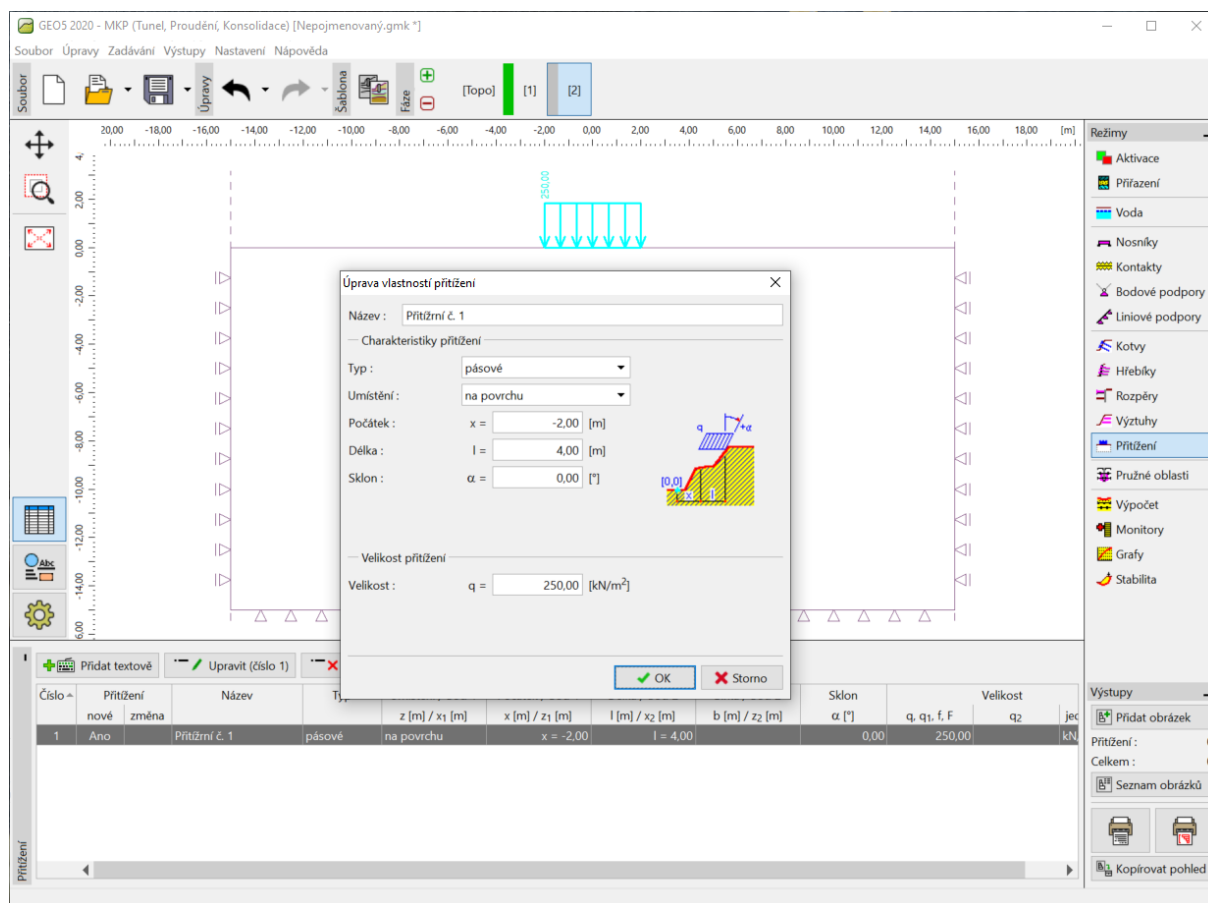 GEO5 2020 - MKP (Tunel, Proudění, Konsolidace) [Nepojmenovaný.gmk *]
Soubor Úpravy Zadávání Výstupy Nastavení Nápověda
Soubor
Úpravy
Šablona
Fáze
[Topo] [1] [2]
20,00 -18,00 -16,00 -14,00 -12,00 -10,00 -8,00 -6,00 -4,00 -2,00 0,00 2,00 4,00 6,00 8,00 10,00 12,00 14,00 16,00 18,00 [m]
2,00
0,00
-2,00
-4,00
-6,00
-8,00
-10,00
-12,00
-14,00
6,00
250,00
Úprava vlastností přitížení
Název : Přitížrní č. 1
Charakteristiky přitížení
Typ : pásové
Umístění : na povrchu
Počátek : x = -2,00 [m]
Délka : l = 4,00 [m]
Sklon : α = 0,00 [°]
q +α
[0,0] x l
Velikost přitížení
Velikost : q = 250,00 [kN/m²]
OK Storno
Režimy
Aktivace
Přiřazení
Voda
Nosníky
Kontakty
Bodové podpory
Liniové podpory
Kotvy
Hřebíky
Rozpěry
Výztuhy
Přitížení
Pružné oblasti
Výpočet
Monitory
Grafy
Stabilita
Abc
Přidat textově Upravit (číslo 1)
Číslo Přitížení Název Sklon Velikost
nové změna z [m] / x1 [m] x [m] / z1 [m] l [m] / x2 [m] b [m] / z2 [m] α [°] q, q1, f, F q2
1 Ano Přitížrní č. 1 pásové na povrchu x = -2,00 l = 4,00 0,00 250,00
Přitížení
Výstupy
Přidat obrázek
Přitížení :
Celkem :
Seznam obrázků
Kopírovat pohled